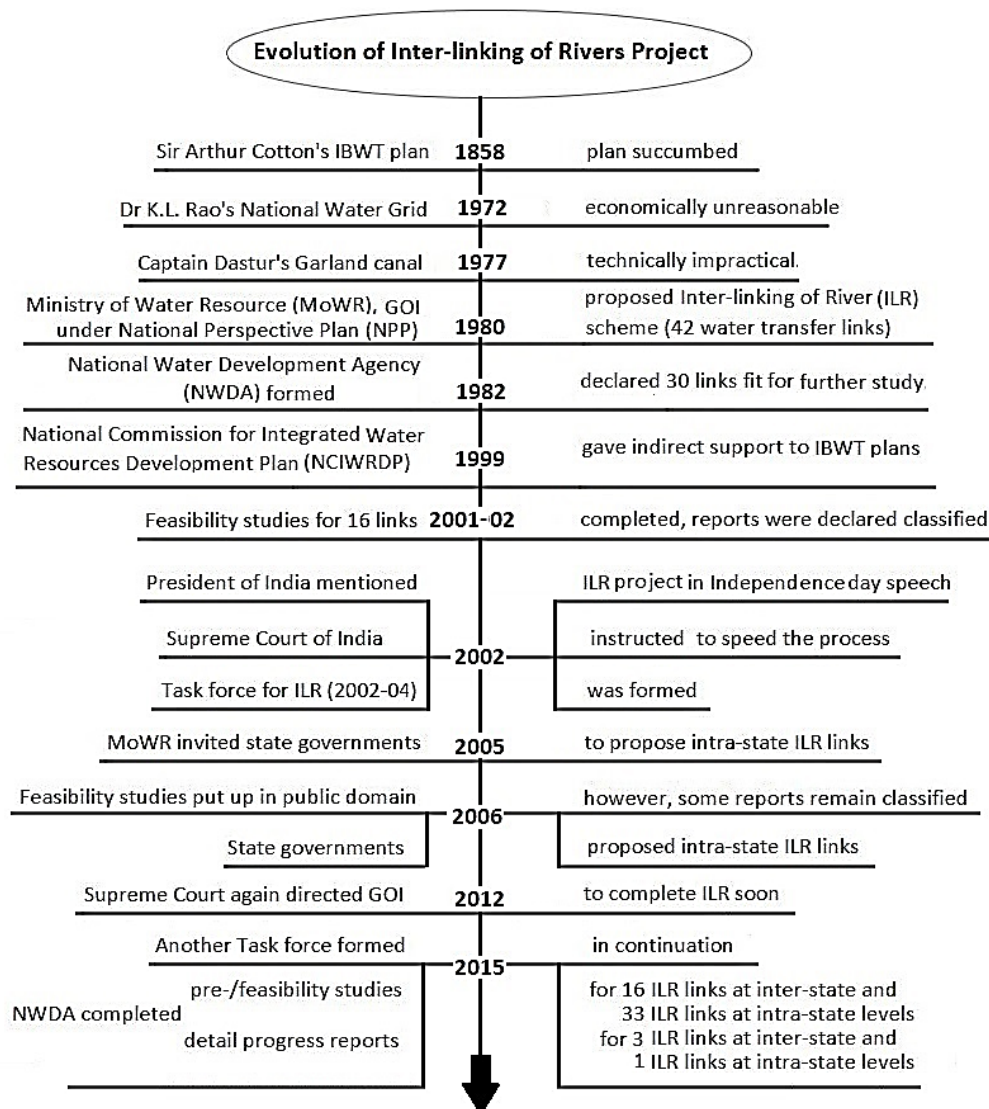 Evolution of Inter-linking of Rivers Project
Sir Arthur Cotton's IBWT plan 1858 plan succumbed
Dr K.L. Rao's National Water Grid 1972 economically unreasonable
Captain Dastur's Garland canal 1977 technically impractical.
Ministry of Water Resource (MoWR), GOI
under National Perspective Plan (NPP)
1980
proposed Inter-linking of River (ILR)
scheme (42 water transfer links)
National Water Development Agency
(NWDA) formed
1982
declared 30 links fit for further study.
National Commission for Integrated Water
Resources Development Plan (NCIWRDP)
1999
gave indirect support to IBWT plans
Feasibility studies for 16 links 2001-02 completed, reports were declared classified
President of India mentioned ILR project in Independence day speech
Supreme Court of India instructed to speed the process
2002
Task force for ILR (2002-04) was formed
MoWR invited state governments 2005 to propose intra-state ILR links
Feasibility studies put up in public domain however, some reports remain classified
2006
State governments proposed intra-state ILR links
Supreme Court again directed GOI 2012 to complete ILR soon
Another Task force formed in continuation
2015
NWDA completed
pre-/feasibility studies
for 16 ILR links at inter-state and
33 ILR links at intra-state levels
detail progress reports
for 3 ILR links at inter-state and
1 ILR links at intra-state levels